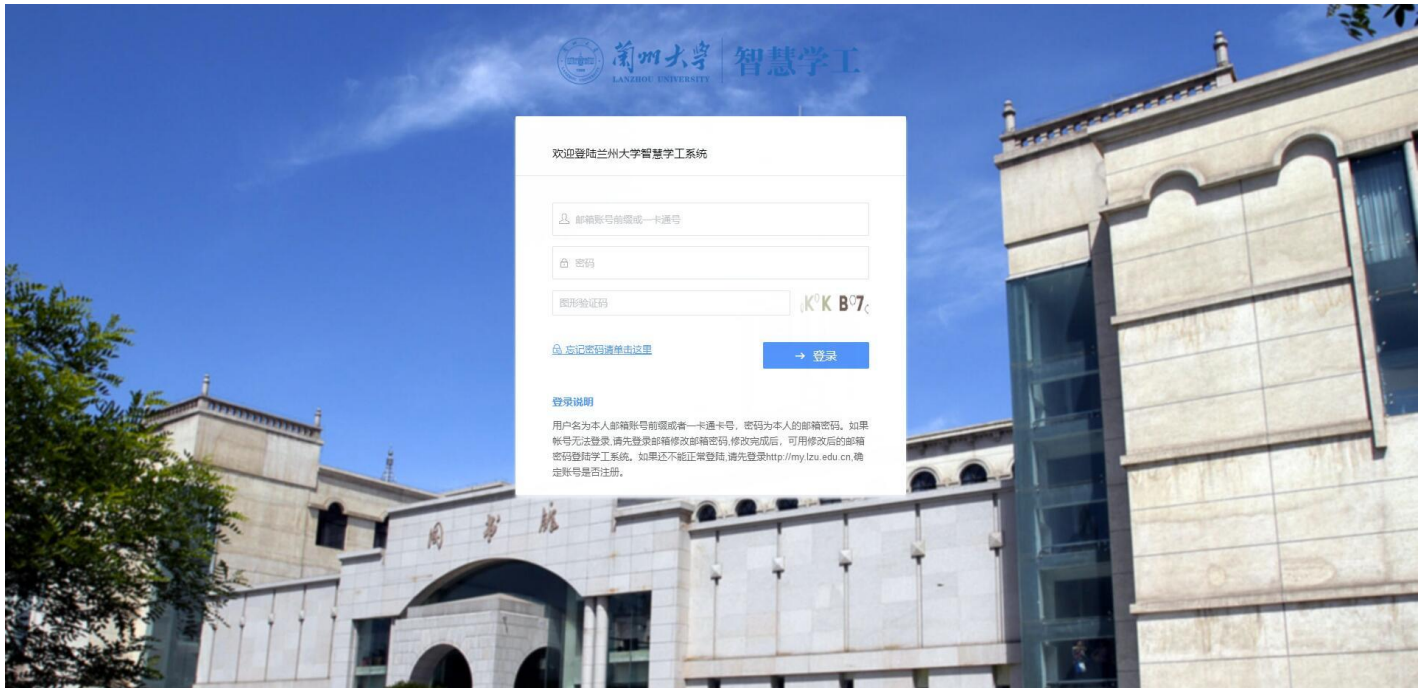 兰州大学 智慧学工
LANZHOU UNIVERSITY
欢迎登陆兰州大学智慧学工系统
邮箱账号前缀或一卡通号
密码
图形验证码 K0K B07
忘记密码请单击这里 → 登录
登录说明
用户名为本人邮箱账号前缀或者一卡通卡号，密码为本人的邮箱密码。如果
帐号无法登录,请先登录邮箱修改邮箱密码,修改完成后，可用修改后的邮箱
密码登陆学工系统。如果还不能正常登陆,请先登录http://my.lzu.edu.cn,确
定账号是否注册。
图书馆